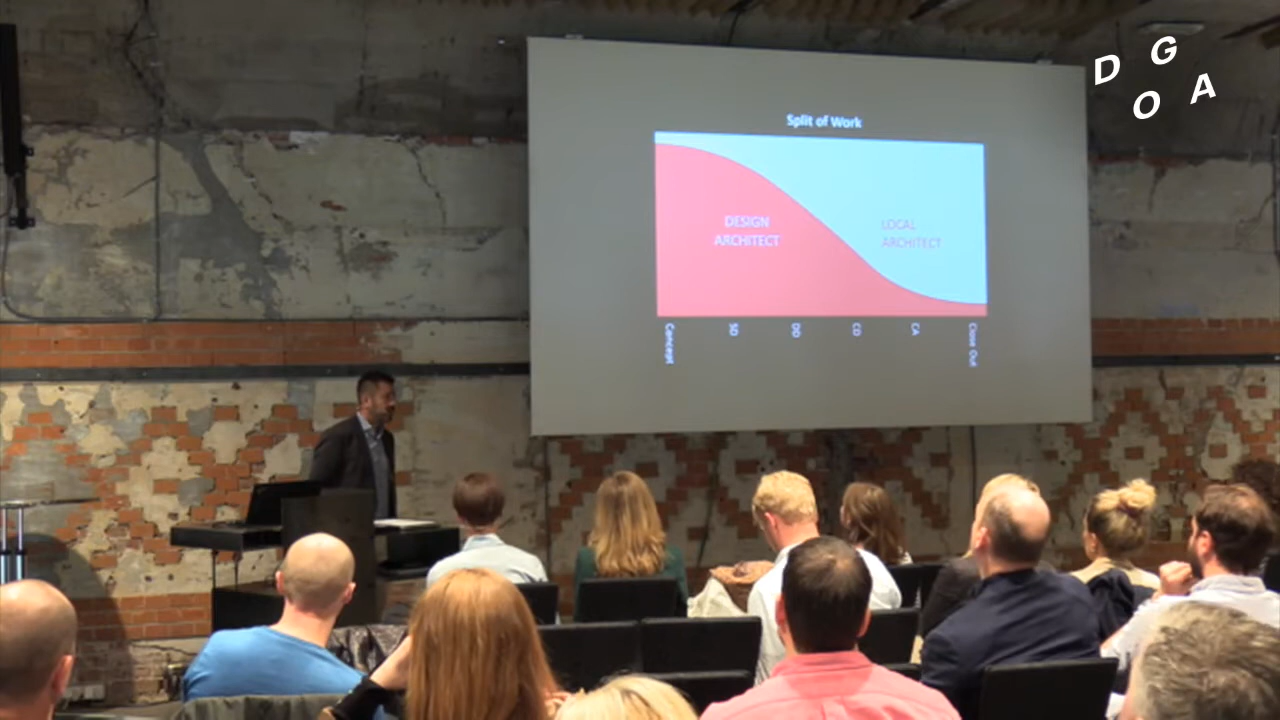 D G
O A
Split of Work
DESIGN
ARCHITECT
LOCAL
ARCHITECT
Concept
SD
DD
CD
CA
Close Out